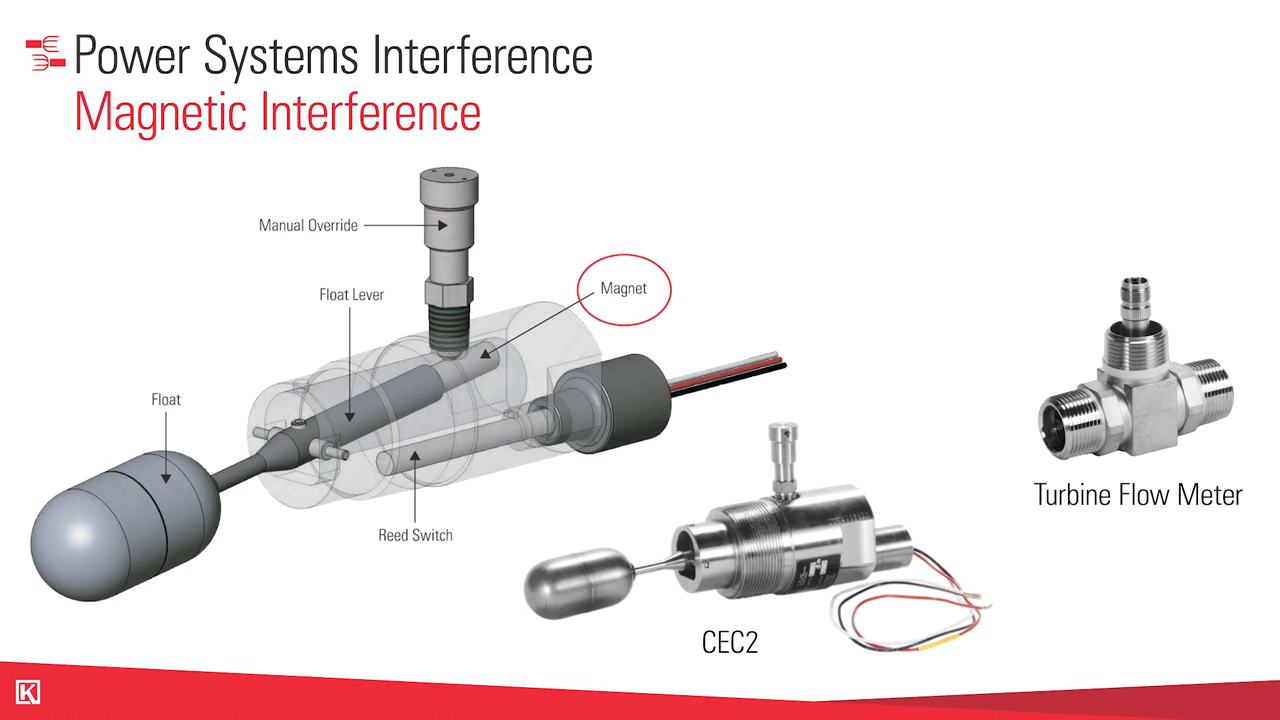 Power Systems Interference
Magnetic Interference
Manual Override
Magnet
Float Lever
Float
Reed Switch
Turbine Flow Meter
CEC2
K